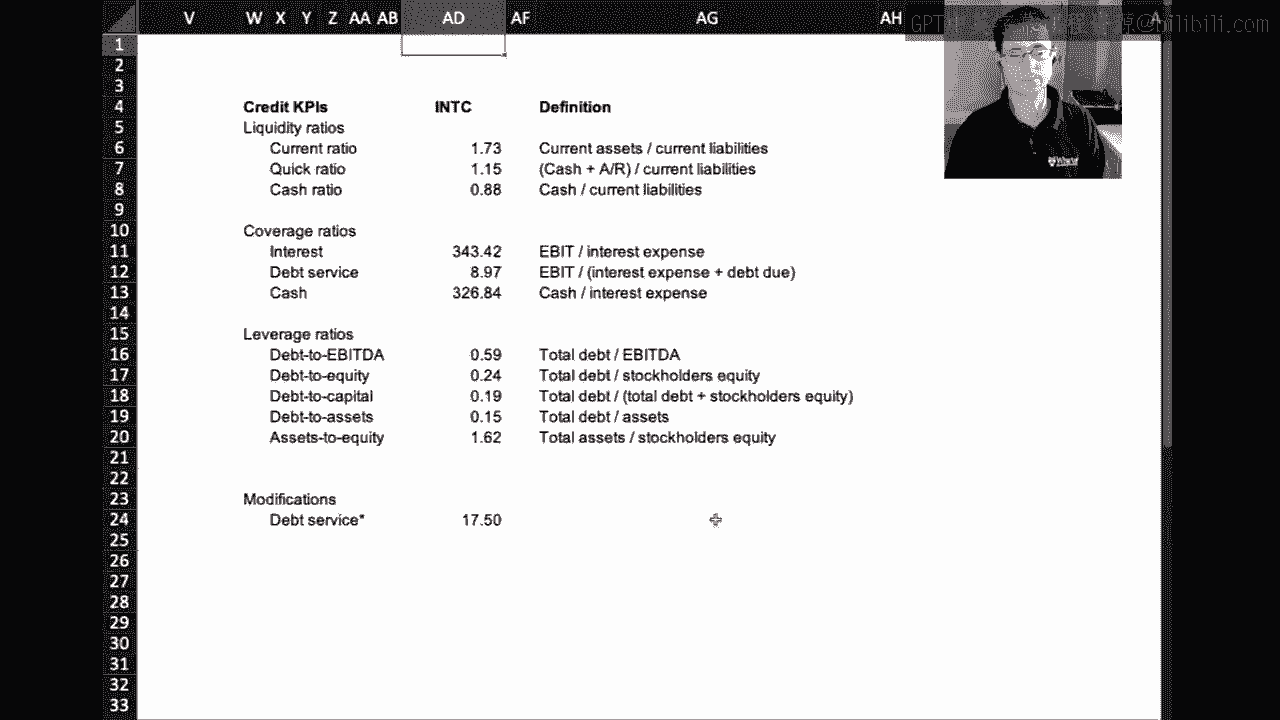 V W X Y Z AA AB AD AF AG AH
GPT @bilibili.com
1
2
3
4 Credit KPIs INTC Definition
5 Liquidity ratios
6 Current ratio 1.73 Current assets / current liabilities
7 Quick ratio 1.15 (Cash + A/R) / current liabilities
8 Cash ratio 0.88 Cash / current liabilities
9
10 Coverage ratios
11 Interest 343.42 EBIT / interest expense
12 Debt service 8.97 EBIT / (interest expense + debt due)
13 Cash 326.84 Cash / interest expense
14
15 Leverage ratios
16 Debt-to-EBITDA 0.59 Total debt / EBITDA
17 Debt-to-equity 0.24 Total debt / stockholders equity
18 Debt-to-capital 0.19 Total debt / (total debt + stockholders equity)
19 Debt-to-assets 0.15 Total debt / assets
20 Assets-to-equity 1.62 Total assets / stockholders equity
21
22
23 Modifications
24 Debt service* 17.50
25
26
27
28
29
30
31
32
33